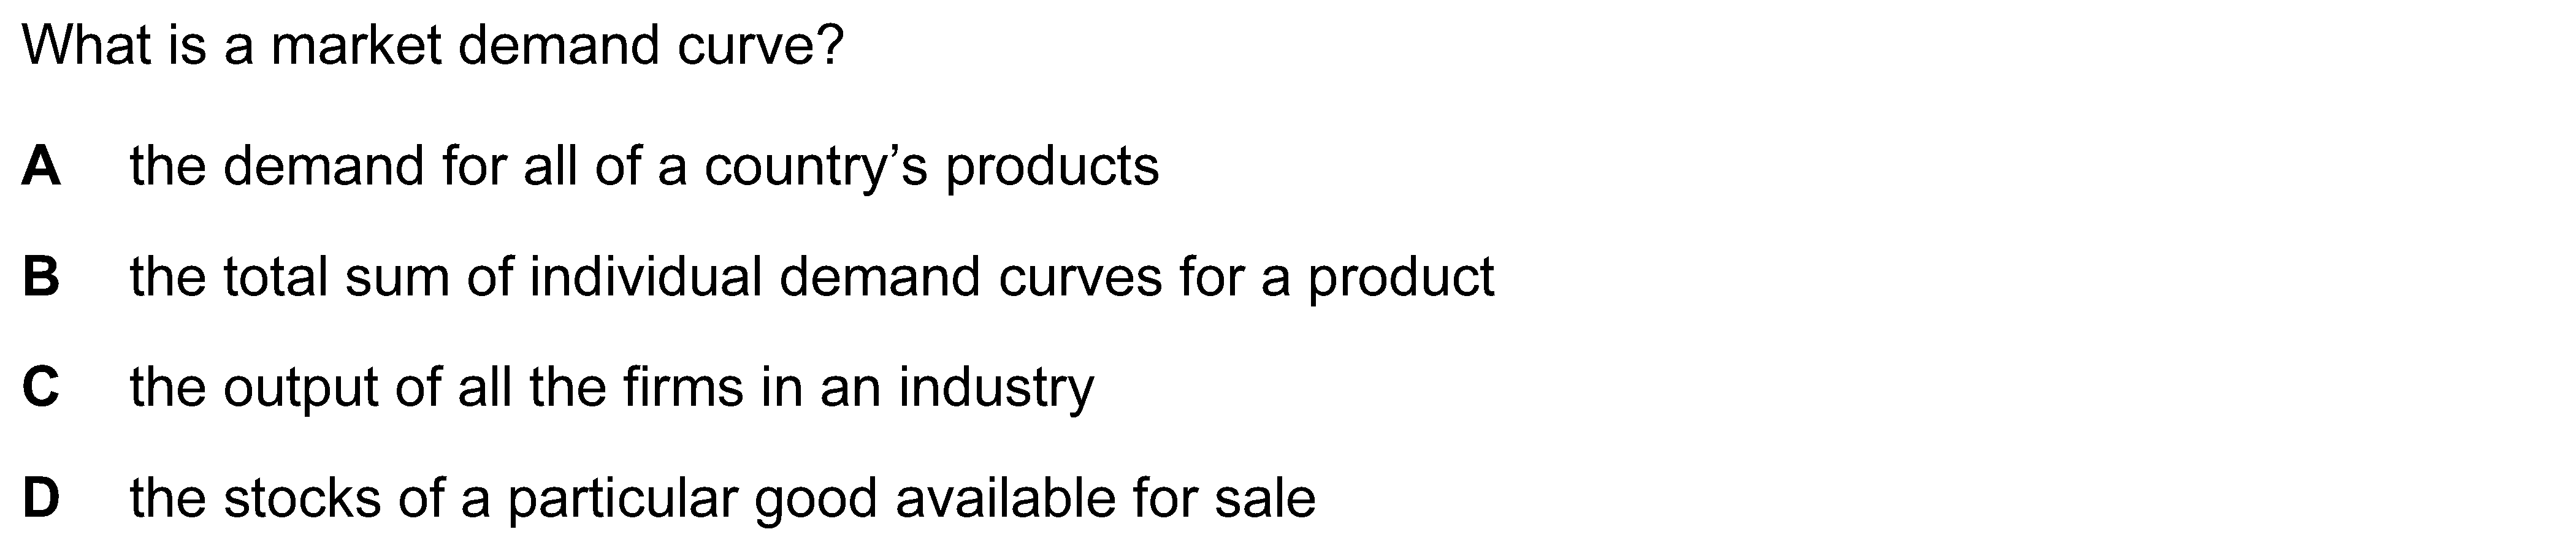 What is a market demand curve?
A the demand for all of a country’s products
B the total sum of individual demand curves for a product
C the output of all the firms in an industry
D the stocks of a particular good available for sale